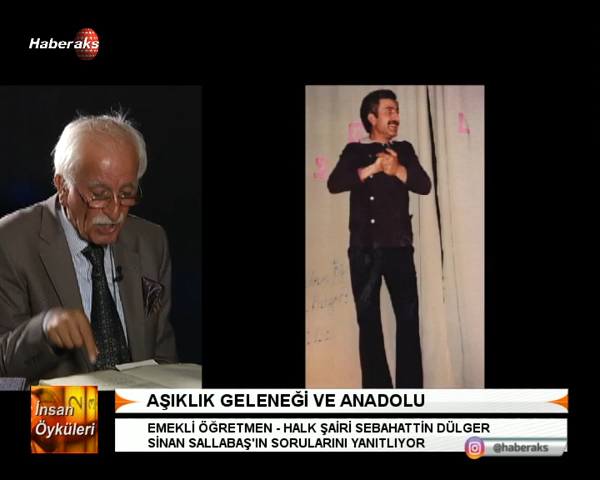 Haberaks
İnsan
Öyküleri
AŞIKLIK GELENEĞİ VE ANADOLU
EMEKLİ ÖĞRETMEN - HALK ŞAİRİ SEBAHATTİN DÜLGER
SİNAN SALLABAŞ'IN SORULARINI YANITLIYOR
@haberaks